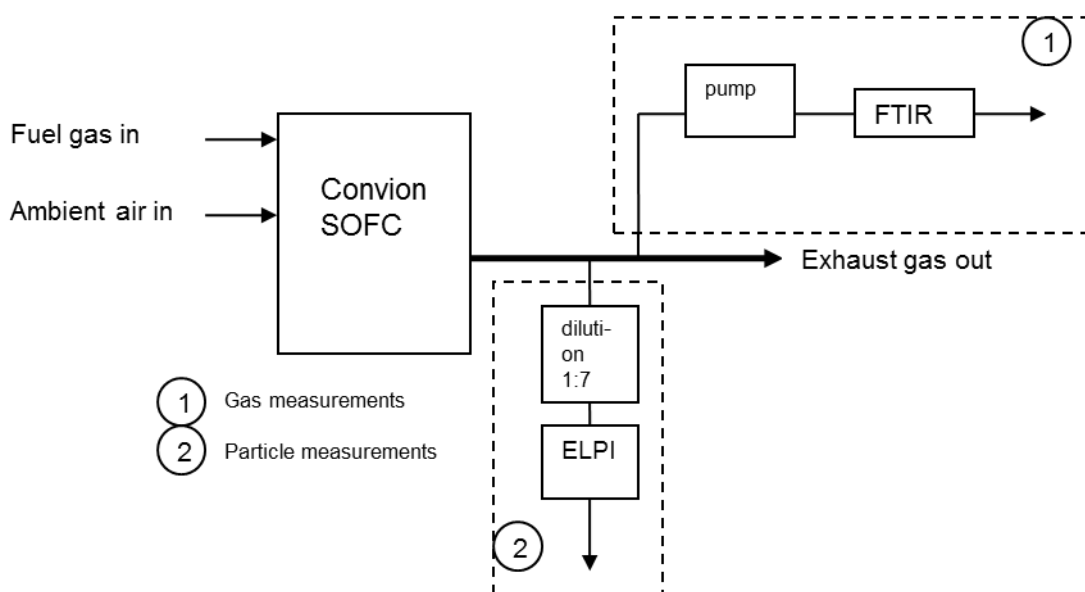 1
pump
FTIR
Fuel gas in
Ambient air in
Convion
SOFC
Exhaust gas out
diluti-
on
1:7
ELPI
1 Gas measurements
2 Particle measurements
2